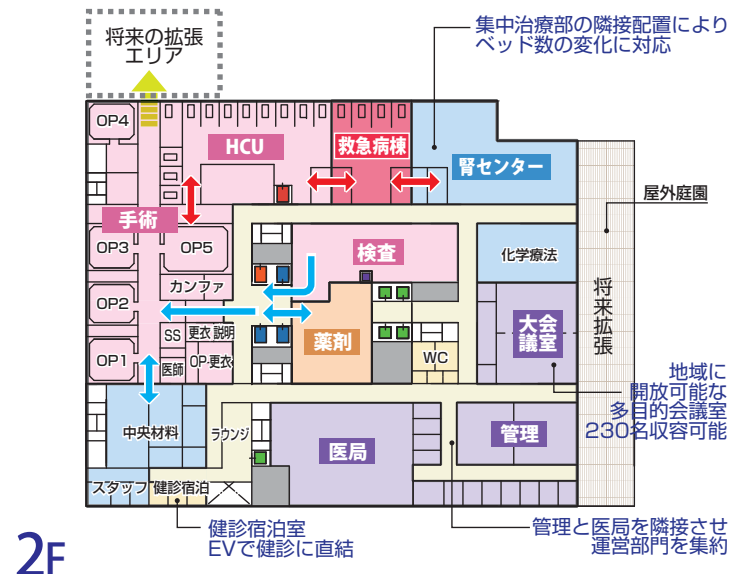 将来の拡張
エリア
集中治療部の隣接配置により
ベッド数の変化に対応
OP4
HCU
救急病棟
腎センター
屋外庭園
手術
OP3
OP5
検査
化学療法
カンファ
将来拡張
OP2
大会
議室
SS
更衣
説明
薬剤
WC
OP1
医師
OP更衣
地域に
開放可能な
多目的会議室
230名収容可能
中央材料
ラウンジ
管理
医局
スタッフ
健診宿泊
健診宿泊室
EVで健診に直結
管理と医局を隣接させ
運営部門を集約
2F